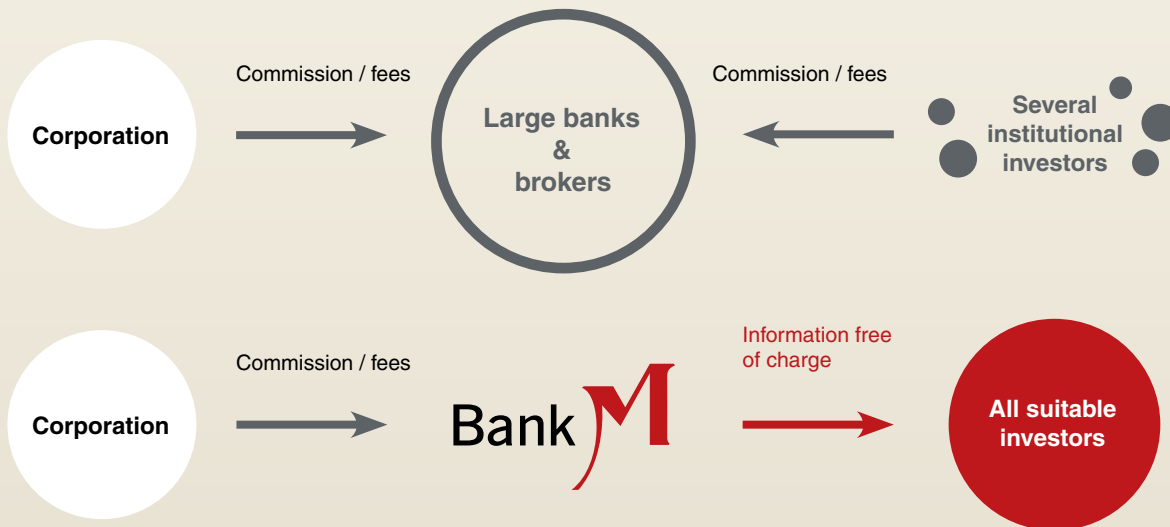 Commission / fees
Commission / fees
Corporation
Large banks
&
brokers
Several
institutional
investors
Commission / fees
Information free
of charge
Corporation
Bank M
All suitable
investors